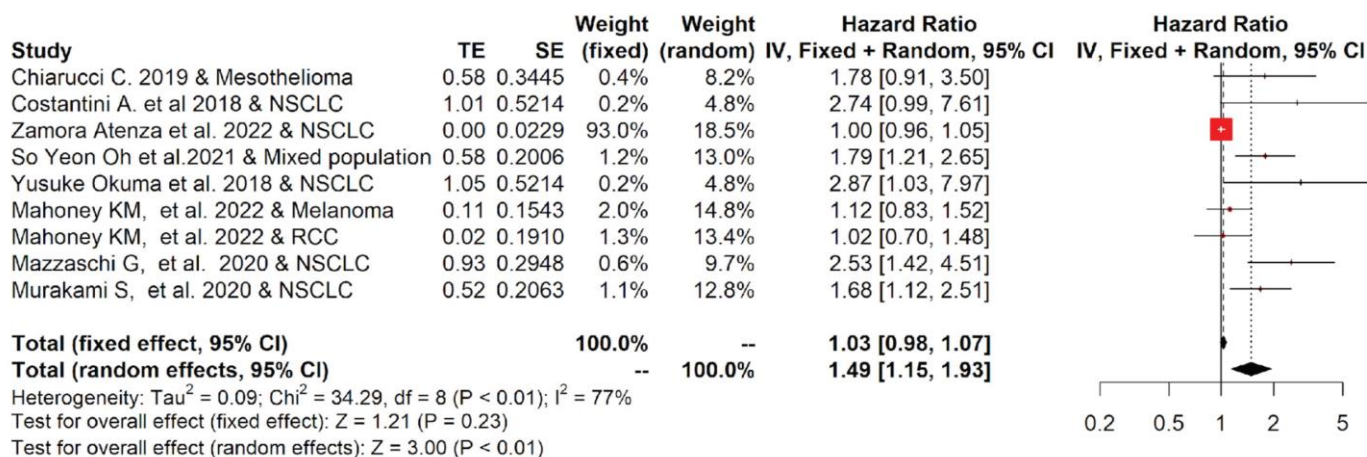 Weight Weight Hazard Ratio Hazard Ratio
Study TE SE (fixed) (random) IV, Fixed + Random, 95% CI IV, Fixed + Random, 95% CI
Chiarucci C. 2019 & Mesothelioma 0.58 0.3445 0.4% 8.2% 1.78 [0.91, 3.50]
Costantini A. et al 2018 & NSCLC 1.01 0.5214 0.2% 4.8% 2.74 [0.99, 7.61]
Zamora Atenza et al. 2022 & NSCLC 0.00 0.0229 93.0% 18.5% 1.00 [0.96, 1.05]
So Yeon Oh et al.2021 & Mixed population 0.58 0.2006 1.2% 13.0% 1.79 [1.21, 2.65]
Yusuke Okuma et al. 2018 & NSCLC 1.05 0.5214 0.2% 4.8% 2.87 [1.03, 7.97]
Mahoney KM, et al. 2022 & Melanoma 0.11 0.1543 2.0% 14.8% 1.12 [0.83, 1.52]
Mahoney KM, et al. 2022 & RCC 0.02 0.1910 1.3% 13.4% 1.02 [0.70, 1.48]
Mazzaschi G, et al. 2020 & NSCLC 0.93 0.2948 0.6% 9.7% 2.53 [1.42, 4.51]
Murakami S, et al. 2020 & NSCLC 0.52 0.2063 1.1% 12.8% 1.68 [1.12, 2.51]
Total (fixed effect, 95% CI) 100.0% -- 1.03 [0.98, 1.07]
Total (random effects, 95% CI) -- 100.0% 1.49 [1.15, 1.93]
Heterogeneity: Tau² = 0.09; Chi² = 34.29, df = 8 (P < 0.01); I² = 77%
Test for overall effect (fixed effect): Z = 1.21 (P = 0.23)
Test for overall effect (random effects): Z = 3.00 (P < 0.01)
0.2 0.5 1 2 5